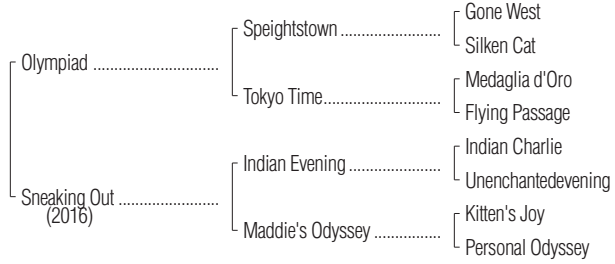 Gone West
Speightstown
Silken Cat
Olympiad
Medaglia d'Oro
Tokyo Time
Flying Passage
Indian Charlie
Indian Evening
Unenchantedevening
Sneaking Out
(2016)
Kitten's Joy
Maddie's Odyssey
Personal Odyssey